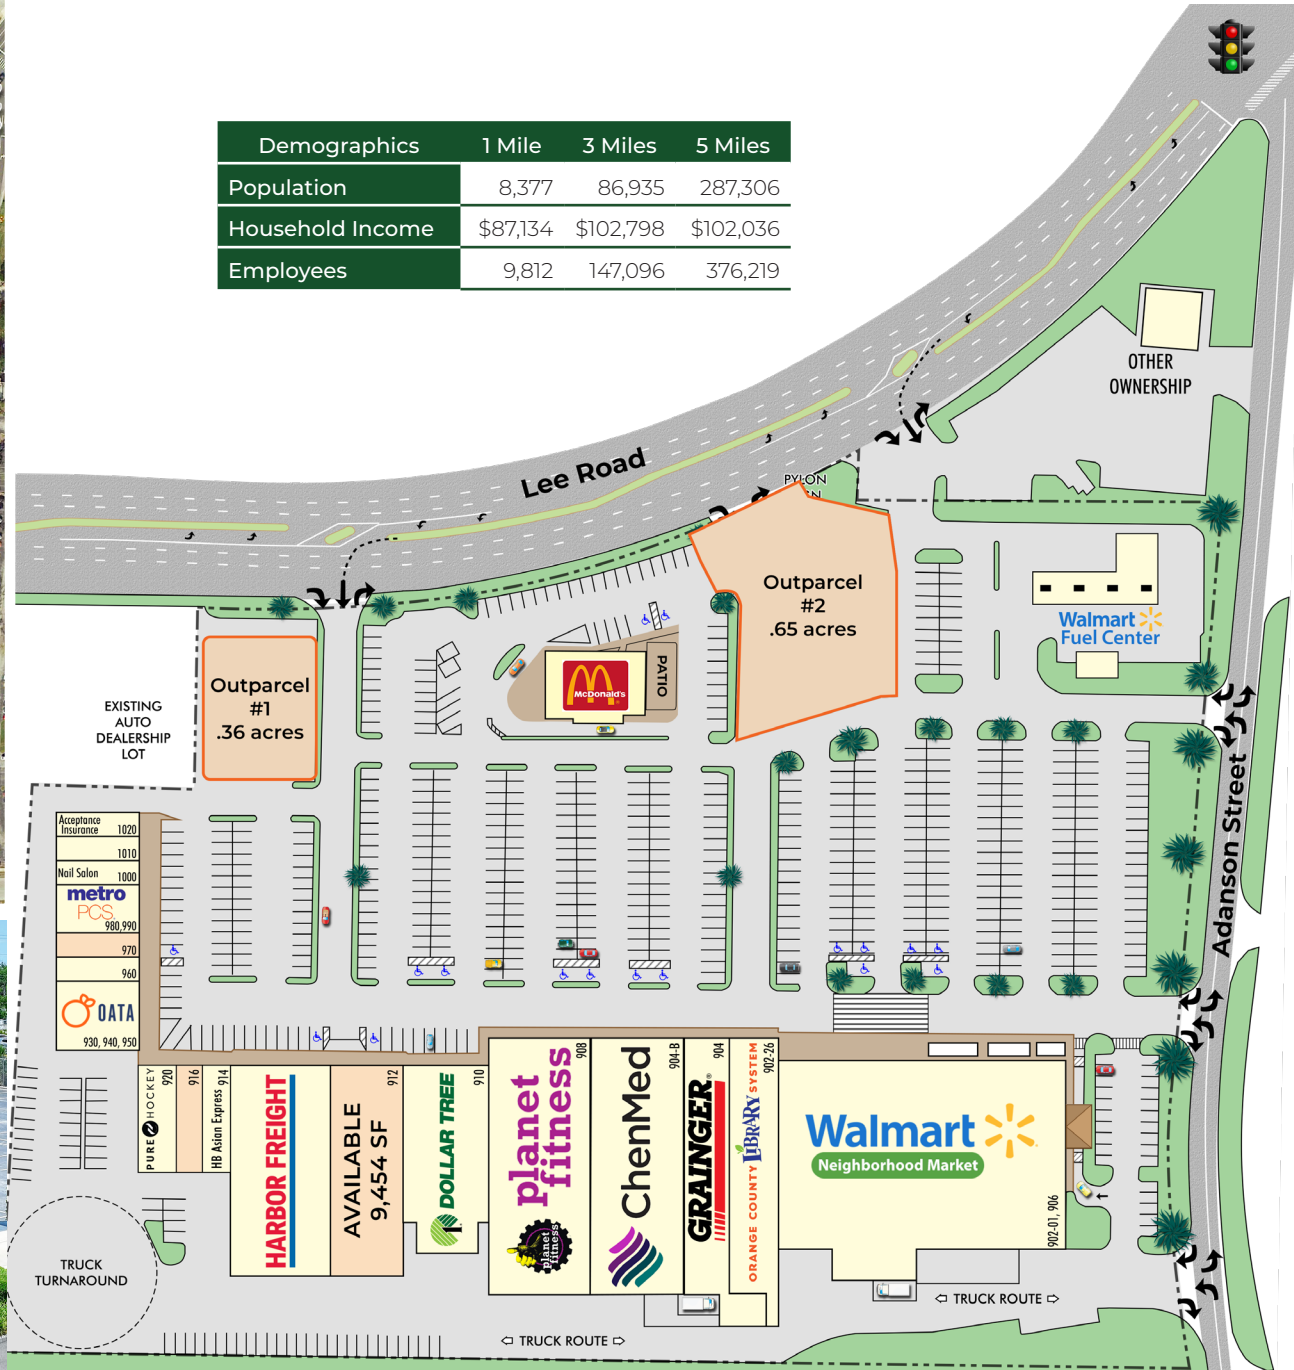 Demographics 1 Mile 3 Miles 5 Miles
Population 8,377 86,935 287,306
Household Income $87,134 $102,798 $102,036
Employees 9,812 147,096 376,219
OTHER
OWNERSHIP
Lee Road
PYLON
Outparcel
#2
.65 acres
Walmart
Fuel Center
McDonald's
PATIO
Outparcel
#1
.36 acres
EXISTING
AUTO
DEALERSHIP
LOT
Adanson Street
Acceptance
Insurance 1020
1010
Nail Salon 1000
metro
PCS.
980,990
970
960
OATA
930, 940, 950
PURE HOCKEY
920
916
HB Asian Express 914
HARBOR FREIGHT
AVAILABLE
9,454 SF
912
DOLLAR TREE
910
planet
fitness
planet
fitness
908
ChenMed
904-B
GRAINGER
904
ORANGE COUNTY LIBRARY SYSTEM
902-26
Walmart
Neighborhood Market
902-01, 906
TRUCK
TURNAROUND
TRUCK ROUTE
TRUCK ROUTE